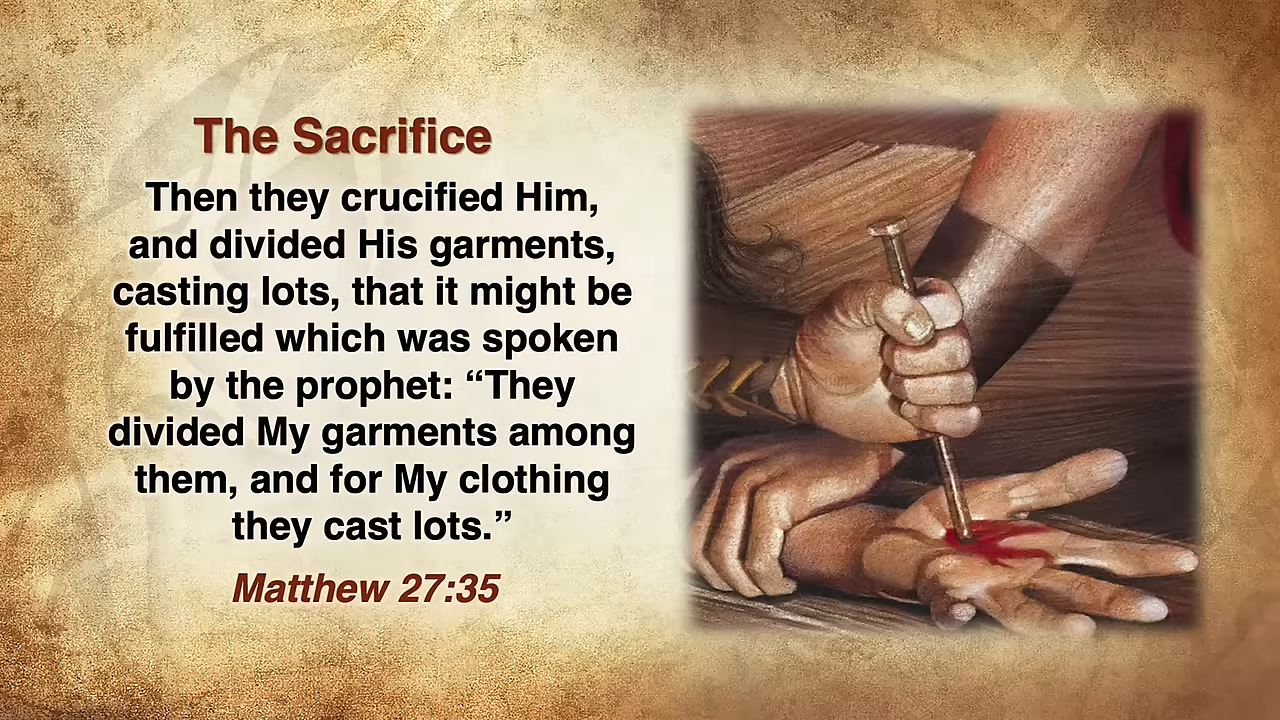 The Sacrifice
Then they crucified Him,
and divided His garments,
casting lots, that it might be
fulfilled which was spoken
by the prophet: “They
divided My garments among
them, and for My clothing
they cast lots.”
Matthew 27:35